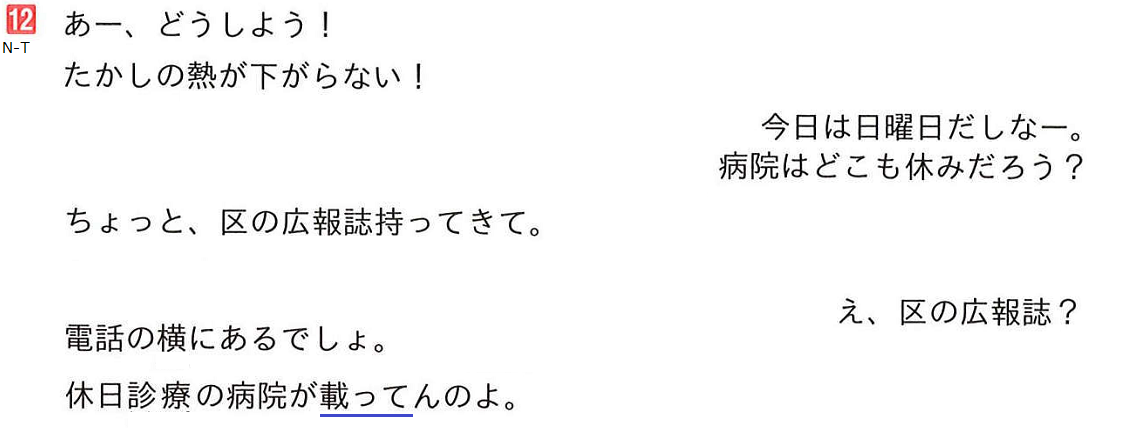 12
N-T
あー、どうしよう！
たかしの熱が下がらない！
今日は日曜日だしなー。
病院はどこも休みだろう？
ちょっと、区の広報誌持ってきて。
え、区の広報誌？
電話の横にあるでしょ。
休日診療の病院が載ってんのよ。